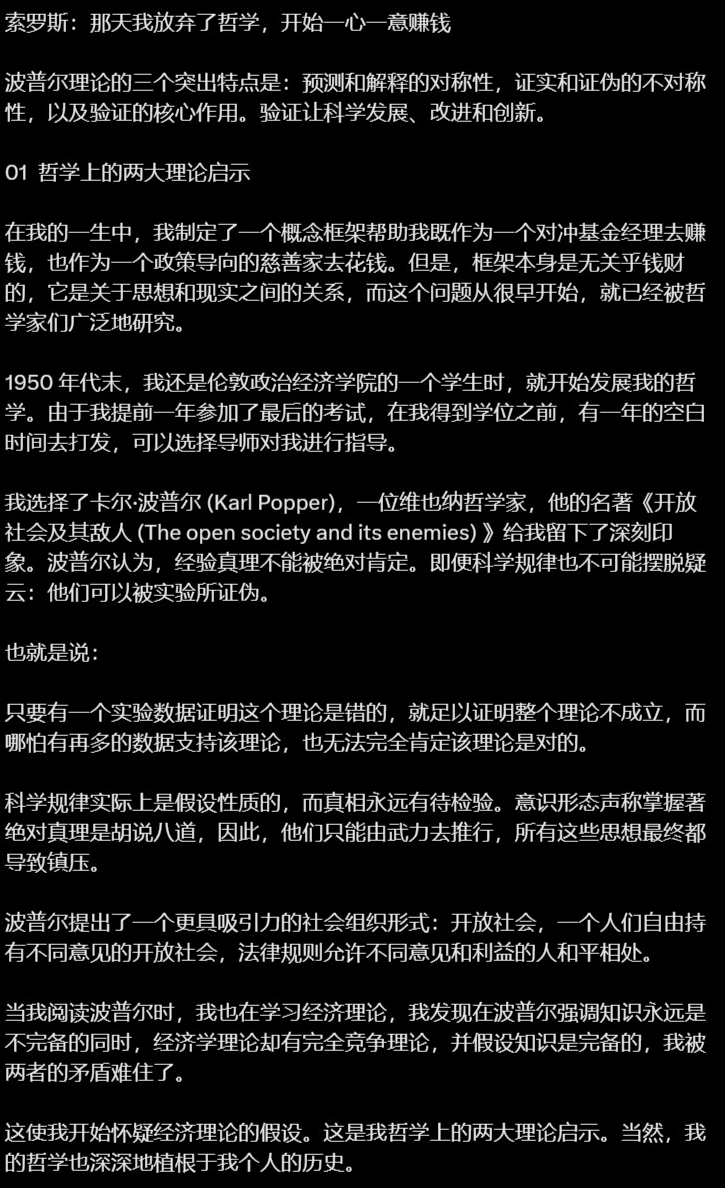 索罗斯：那天我放弃了哲学，开始一心一意赚钱
波普尔理论的三个突出特点是：预测和解释的对称性，证实和证伪的不对称
性，以及验证的核心作用。验证让科学发展、改进和创新。
01 哲学上的两大理论启示
在我的一生中，我制定了一个概念框架帮助我既作为一个对冲基金经理去赚
钱，也作为一个政策导向的慈善家去花钱。但是，框架本身是无关乎钱财
的，它是关于思想和现实之间的关系，而这个问题从很早开始，就已经被哲
学家们广泛地研究。
1950 年代末，我还是伦敦政治经济学院的一个学生时，就开始发展我的哲
学。由于我提前一年参加了最后的考试，在我得到学位之前，有一年的空白
时间去打发，可以选择导师对我进行指导。
我选择了卡尔·波普尔 (Karl Popper)，一位维也纳哲学家，他的名著《开放
社会及其敌人 (The open society and its enemies) 》给我留下了深刻印
象。波普尔认为，经验真理不能被绝对肯定。即便科学规律也不可能摆脱疑
云：他们可以被实验所证伪。
也就是说：
只要有一个实验数据证明这个理论是错的，就足以证明整个理论不成立，而
哪怕有再多的数据支持该理论，也无法完全肯定该理论是对的。
科学规律实际上是假设性质的，而真相永远有待检验。意识形态声称掌握著
绝对真理是胡说八道，因此，他们只能由武力去推行，所有这些思想最终都
导致镇压。
波普尔提出了一个更具吸引力的社会组织形式：开放社会，一个人们自由持
有不同意见的开放社会，法律规则允许不同意见和利益的人和平相处。
当我阅读波普尔时，我也在学习经济理论，我发现在波普尔强调知识永远是
不完备的同时，经济学理论却有完全竞争理论，并假设知识是完备的，我被
两者的矛盾难住了。
这使我开始怀疑经济理论的假设。这是我哲学上的两大理论启示。当然，我
的哲学也深深地植根于我个人的历史。